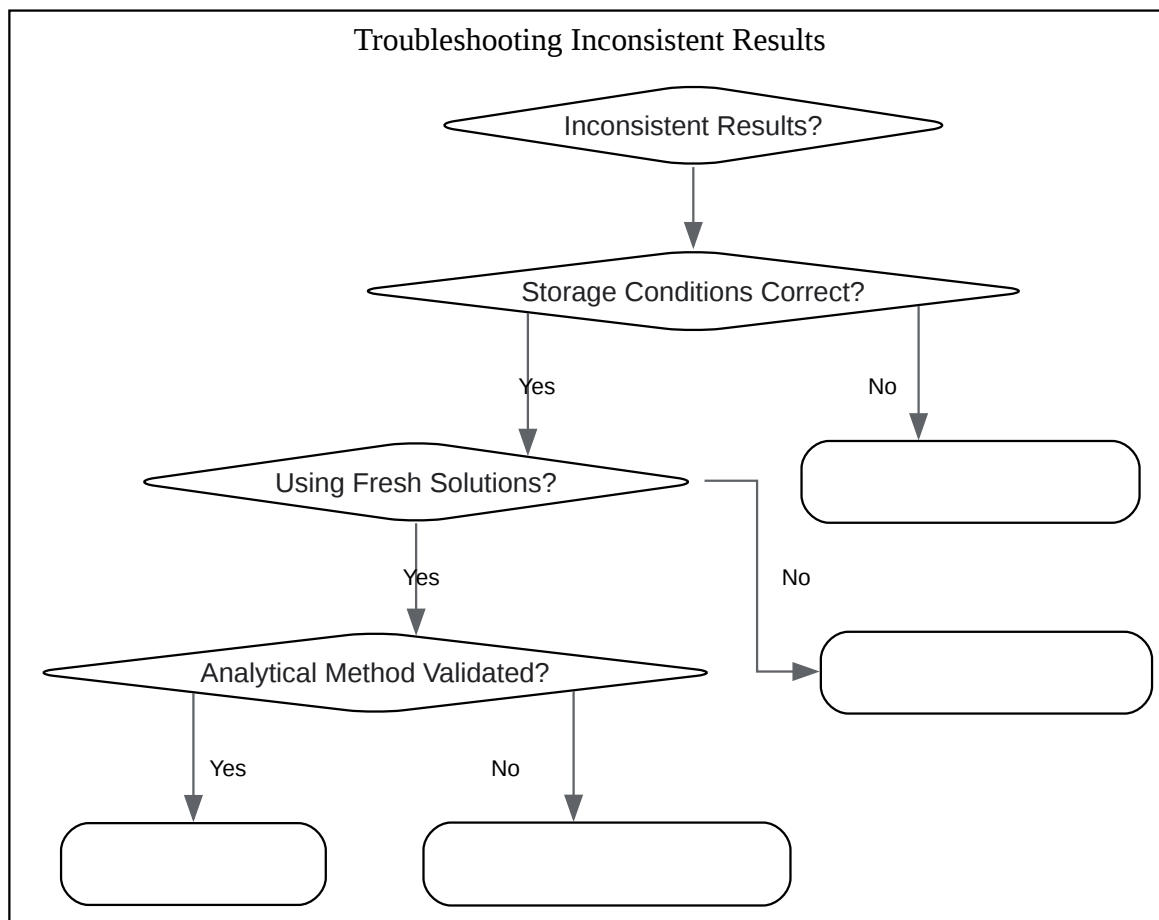 Troubleshooting Inconsistent Results
Inconsistent Results?
Storage Conditions Correct?
Yes
No
Using Fresh Solutions?
Yes
No
Analytical Method Validated?
Yes
No